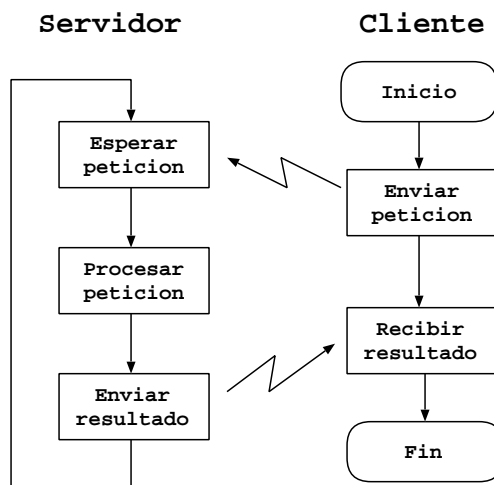 Servidor
Cliente
Inicio
Esperar
peticion
Enviar
peticion
Procesar
peticion
Recibir
resultado
Enviar
resultado
Fin